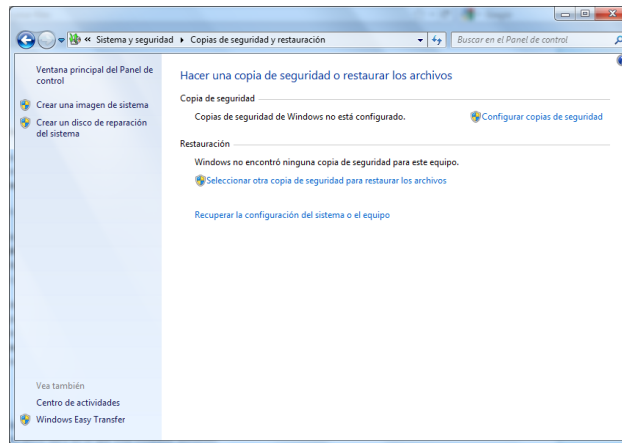 « Sistema y seguridad ▸ Copias de seguridad y restauración
Buscar en el Panel de control
Ventana principal del Panel de
control
Crear una imagen de sistema
Crear un disco de reparación
del sistema
Hacer una copia de seguridad o restaurar los archivos
Copia de seguridad
Copias de seguridad de Windows no está configurado.
Configurar copias de seguridad
Restauración
Windows no encontró ninguna copia de seguridad para este equipo.
Seleccionar otra copia de seguridad para restaurar los archivos
Recuperar la configuración del sistema o el equipo
Vea también
Centro de actividades
Windows Easy Transfer